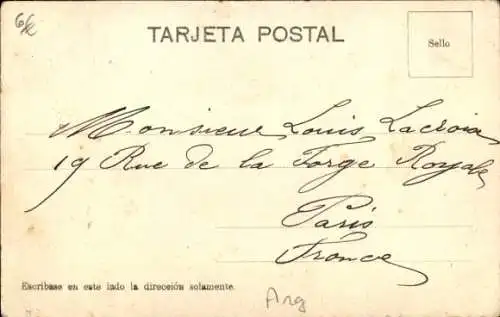 6/2
TARJETA POSTAL
Sello
Monsieur Louis Lacroix
19 Rue de la Forge Royale
Paris
France
Escríbase en este lado la dirección solamente.
Arg